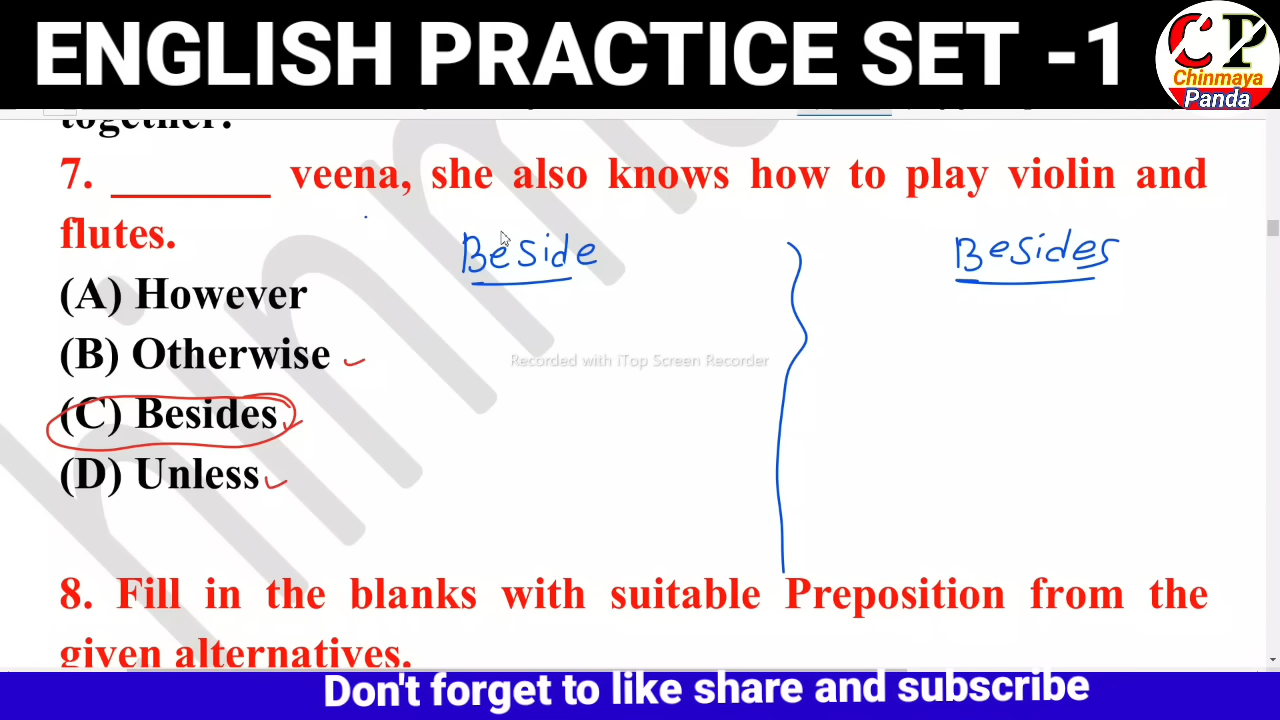 ENGLISH PRACTICE SET -1
CP
Chinmaya
Panda
together.
7. ________ veena, she also knows how to play violin and
flutes.
Beside
Besides
(A) However
(B) Otherwise
Recorded with iTop Screen Recorder
(C) Besides
(D) Unless
8. Fill in the blanks with suitable Preposition from the
given alternatives.
Don't forget to like share and subscribe